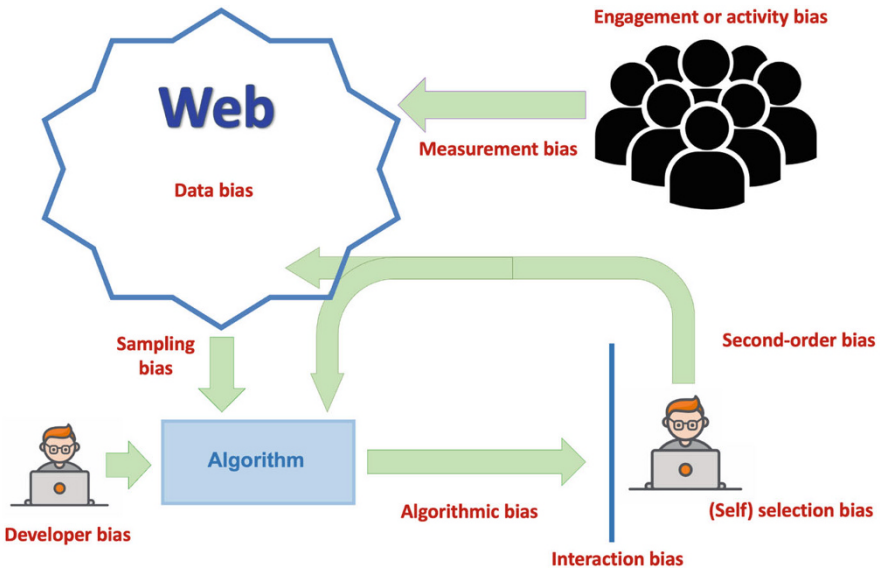 Engagement or activity bias
Web
Measurement bias
Data bias
Sampling
bias
Second-order bias
Algorithm
Developer bias
Algorithmic bias
(Self) selection bias
Interaction bias